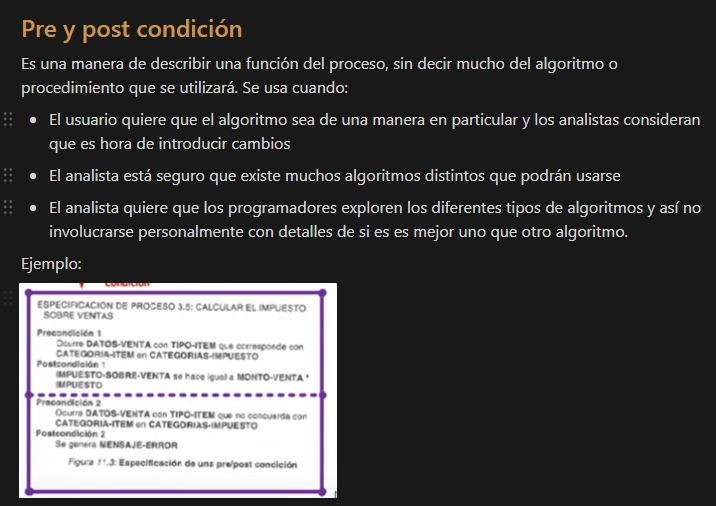 Pre y post condición
Es una manera de describir una función del proceso, sin decir mucho del algoritmo o
procedimiento que se utilizará. Se usa cuando:
El usuario quiere que el algoritmo sea de una manera en particular y los analistas consideran
que es hora de introducir cambios
El analista está seguro que existe muchos algoritmos distintos que podrán usarse
El analista quiere que los programadores exploren los diferentes tipos de algoritmos y así no
involucrarse personalmente con detalles de si es es mejor uno que otro algoritmo.
Ejemplo:
Condición
ESPECIFICACION DE PROCESO 3.5: CALCULAR EL IMPUESTO
SOBRE VENTAS
Precondición 1
Ocurre DATOS-VENTA con TIPO-ITEM que corresponde con
CATEGORIA-ITEM en CATEGORIAS-IMPUESTO
Postcondición 1
IMPUESTO-SOBRE-VENTA se hace igual a MONTO-VENTA *
IMPUESTO
Precondición 2
Ocurre DATOS-VENTA con TIPO-ITEM que no concuerda con
CATEGORIA-ITEM en CATEGORIAS-IMPUESTO
Postcondición 2
Se genera MENSAJE-ERROR
Figura 11.3: Especificación de una pre/post condición